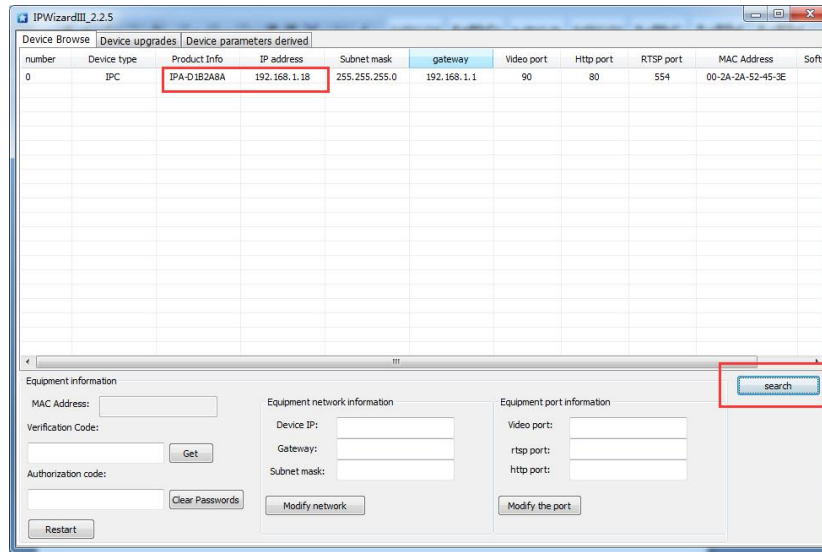 IPWizardIII_2.2.5
Device Browse Device upgrades Device parameters derived
number Device type Product Info IP address Subnet mask gateway Video port Http port RTSP port MAC Address Soft
0 IPC IPA-D1B2A8A 192.168.1.18 255.255.255.0 192.168.1.1 90 80 554 00-2A-2A-52-45-3E
Equipment information
search
MAC Address:
Equipment network information
Equipment port information
Verification Code:
Device IP:
Video port:
Get
Gateway:
rtsp port:
Authorization code:
Subnet mask:
http port:
Clear Passwords
Modify network
Modify the port
Restart